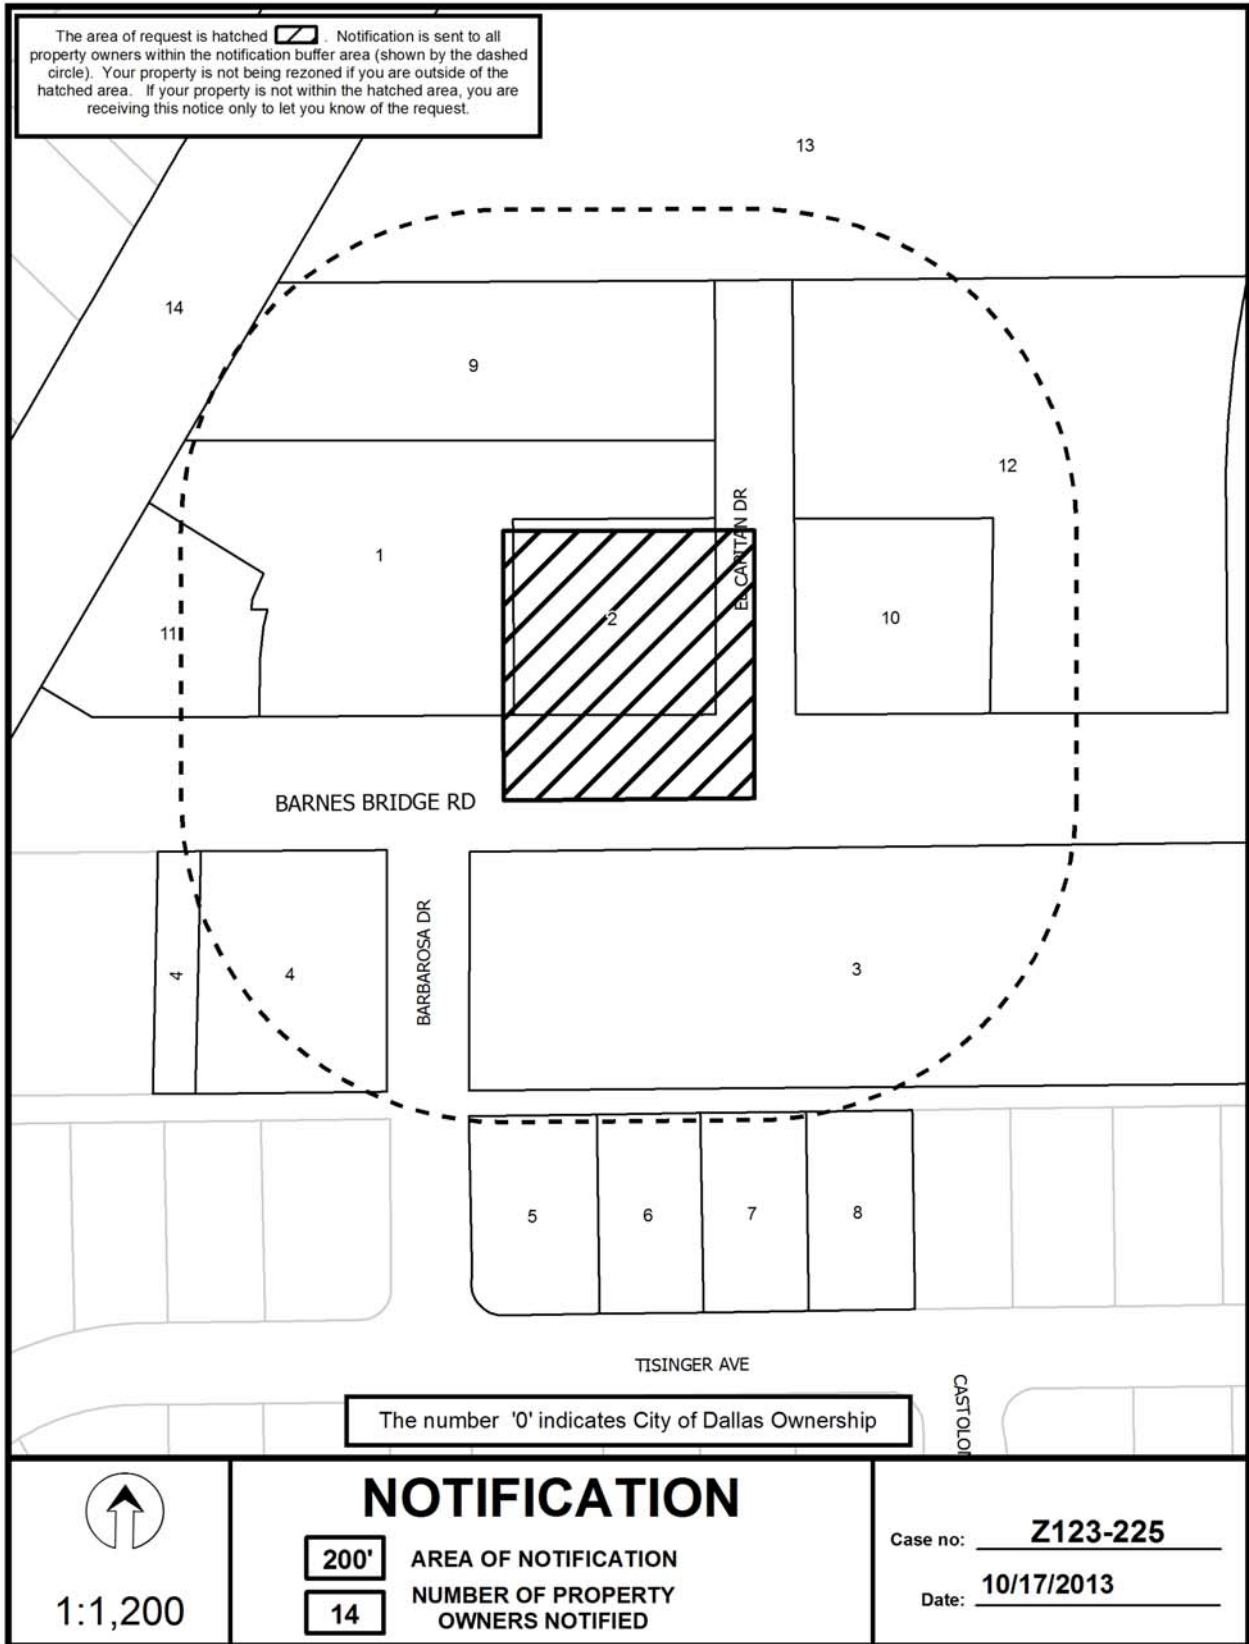 The area of request is hatched . Notification is sent to all
property owners within the notification buffer area (shown by the dashed
circle). Your property is not being rezoned if you are outside of the
hatched area. If your property is not within the hatched area, you are
receiving this notice only to let you know of the request.
13
14
9
12
EL CAPITAN DR
1
2
10
11
BARNES BRIDGE RD
BARBAROSA DR
4
4
3
5
6
7
8
TISINGER AVE
CASTOLO
The number '0' indicates City of Dallas Ownership
1:1,200
NOTIFICATION
200' AREA OF NOTIFICATION
14 NUMBER OF PROPERTY
OWNERS NOTIFIED
Case no: Z123-225
Date: 10/17/2013